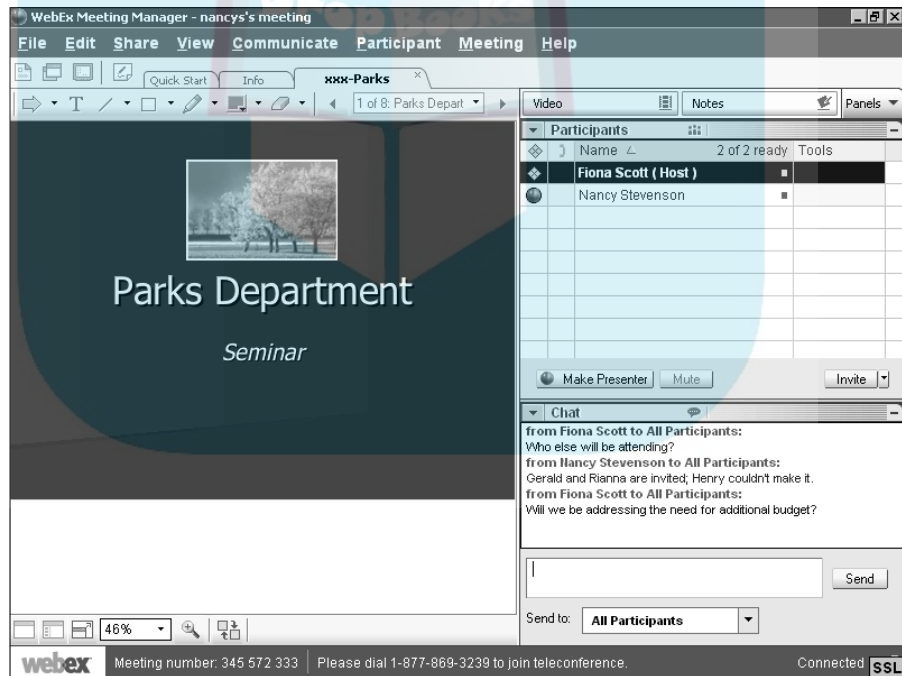 WebEx Meeting Manager - nancys's meeting
File Edit Share View Communicate Participant Meeting Help
Quick Start Info xxx-Parks
T 1 of 8: Parks Depart
Video Notes Panels
Participants
Name 2 of 2 ready Tools
Fiona Scott ( Host )
Nancy Stevenson
Parks Department
Seminar
Make Presenter Mute Invite
Chat
from Fiona Scott to All Participants:
Who else will be attending?
from Nancy Stevenson to All Participants:
Gerald and Rianna are invited; Henry couldn't make it.
from Fiona Scott to All Participants:
Will we be addressing the need for additional budget?
Send
Send to: All Participants
46%
webex Meeting number: 345 572 333 Please dial 1-877-869-3239 to join teleconference. Connected SSL
Drop Books